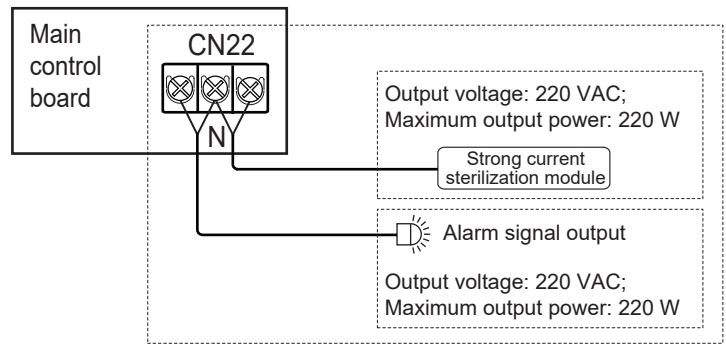 Main
control
board
CN22
N
Output voltage: 220 VAC;
Maximum output power: 220 W
Strong current
sterilization module
Alarm signal output
Output voltage: 220 VAC;
Maximum output power: 220 W